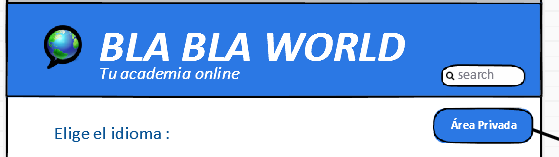 BLA BLA WORLD
Tu academia online
search
Área Privada
Elige el idioma :